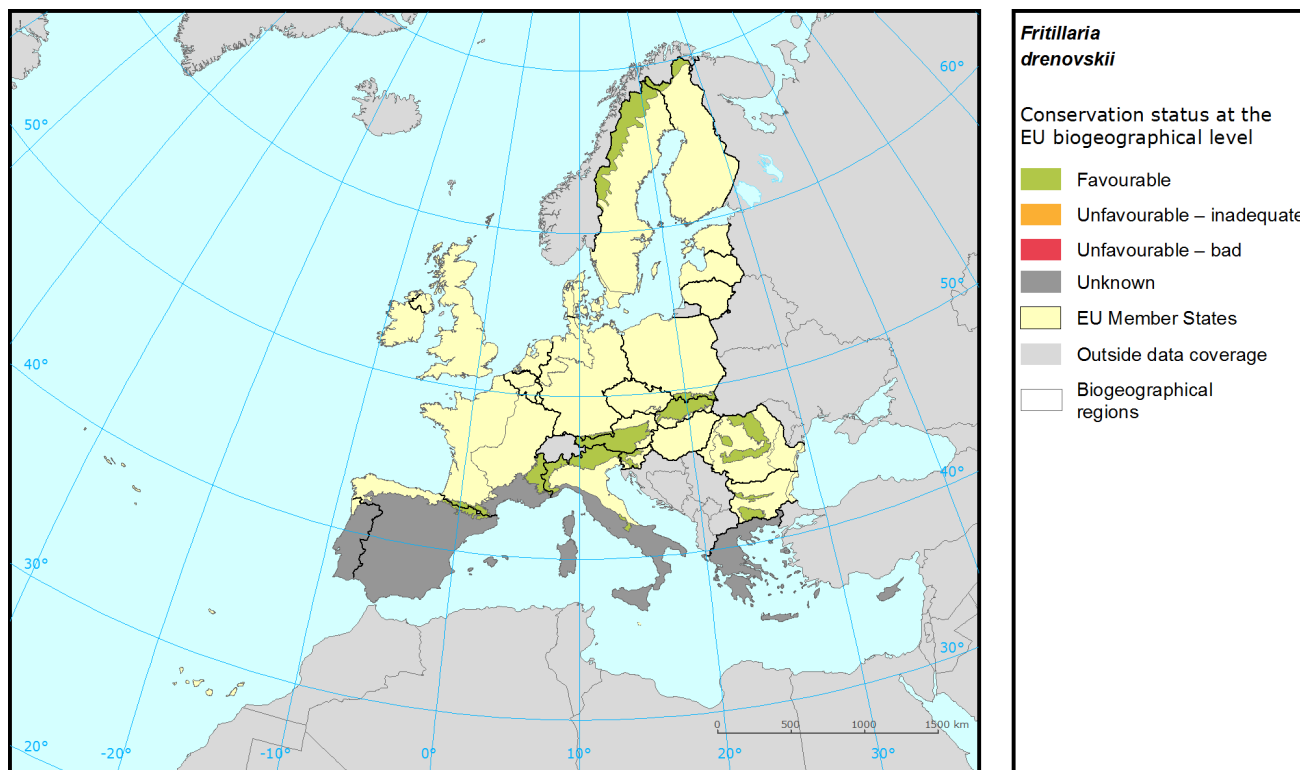 60°
50°
50°
40°
40°
30°
30°
20°
-20°
-10°
0°
10°
20°
30°
0 500 1000 1500 km
Fritillaria
drenovskii
Conservation status at the
EU biogeographical level
Favourable
Unfavourable – inadequate
Unfavourable – bad
Unknown
EU Member States
Outside data coverage
Biogeographical
regions